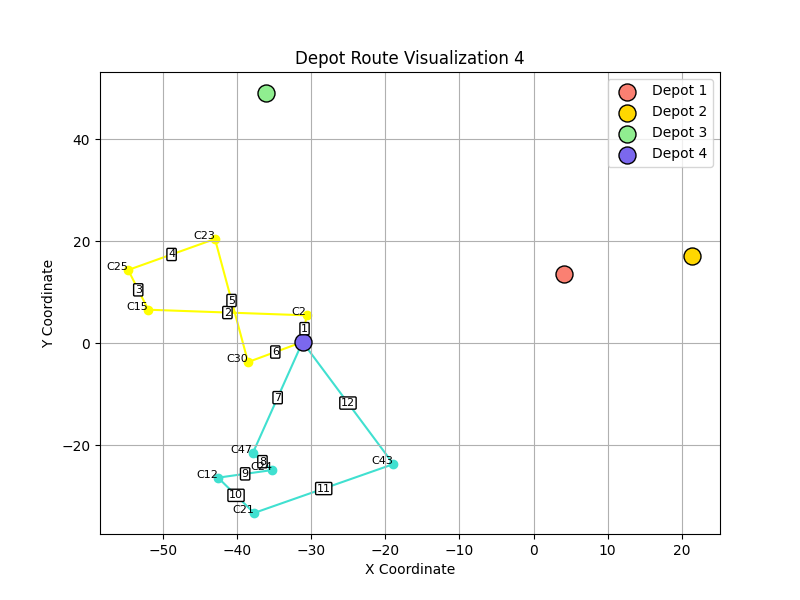 Depot Route Visualization 4
Depot 1
Depot 2
Depot 3
Depot 4
Y Coordinate
40
20
0
−20
C23
C25
4
3
C15
5
2
C2
1
C30
6
7
12
C47
8
C24
C12
9
C43
10
11
C21
−50
−40
−30
−20
−10
0
10
20
X Coordinate